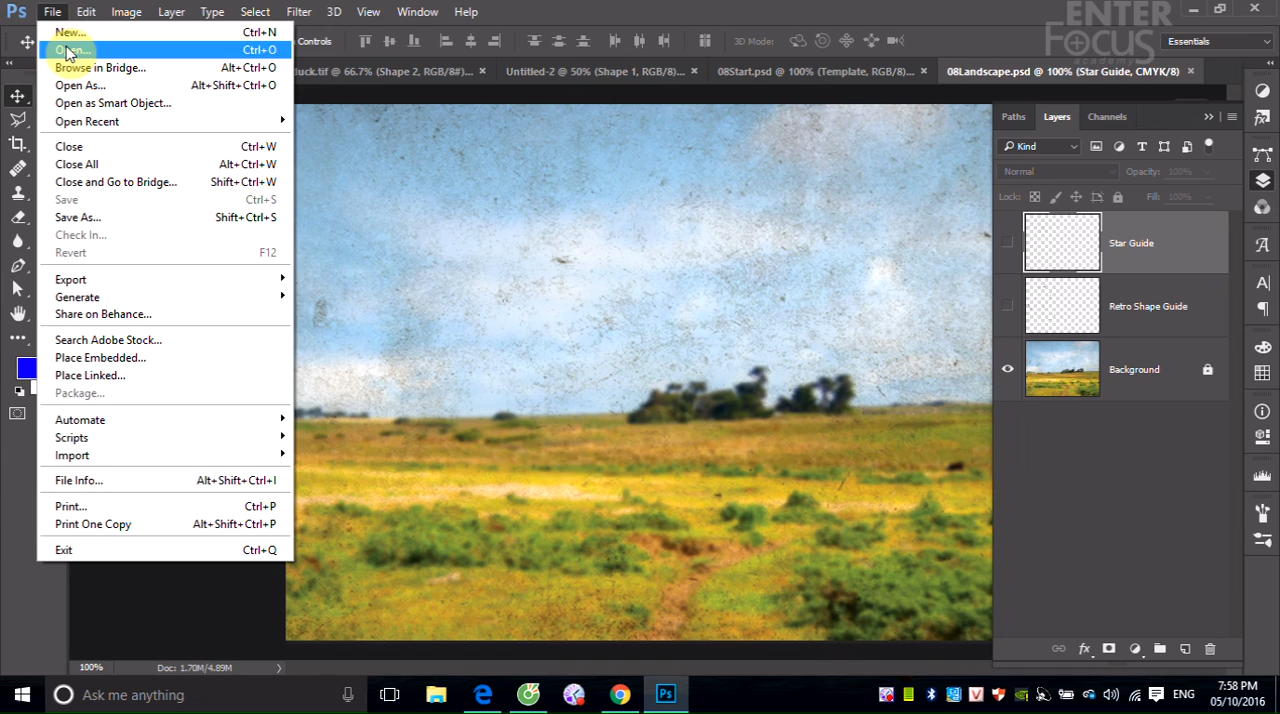 Ps File Edit Image Layer Type Select Filter 3D View Window Help
ENTER
FOCUS
academy
Controls 3D Mode: Essentials
uck.tif @ 66.7% (Shape 2, RGB/8#)... × Untitled-2 @ 50% (Shape 1, RGB/8)... × 08Start.psd @ 100% (Template, RGB/8)... × 08Landscape.psd @ 100% (Star Guide, CMYK/8) ×
New... Ctrl+N
Open... Ctrl+O
Browse in Bridge... Alt+Ctrl+O
Open As... Alt+Shift+Ctrl+O
Open as Smart Object...
Open Recent
Close Ctrl+W
Close All Alt+Ctrl+W
Close and Go to Bridge... Shift+Ctrl+W
Save Ctrl+S
Save As... Shift+Ctrl+S
Check In...
Revert F12
Export
Generate
Share on Behance...
Search Adobe Stock...
Place Embedded...
Place Linked...
Package...
Automate
Scripts
Import
File Info... Alt+Shift+Ctrl+I
Print... Ctrl+P
Print One Copy Alt+Shift+Ctrl+P
Exit Ctrl+Q
Paths Layers Channels
Kind
Normal Opacity: 100%
Lock: Fill: 100%
Star Guide
Retro Shape Guide
Background
100% Doc: 1.70M/4.89M
Ask me anything
Ps
ENG
7:58 PM
05/10/2016